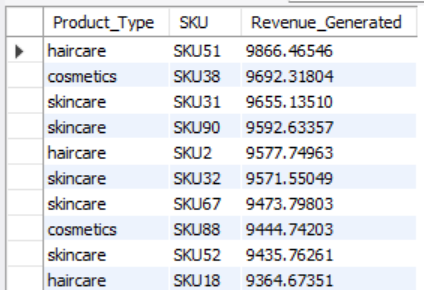 Product_Type SKU Revenue_Generated
haircare SKU51 9866.46546
cosmetics SKU38 9692.31804
skincare SKU31 9655.13510
skincare SKU90 9592.63357
haircare SKU2 9577.74963
skincare SKU32 9571.55049
skincare SKU67 9473.79803
cosmetics SKU88 9444.74203
skincare SKU52 9435.76261
haircare SKU18 9364.67351